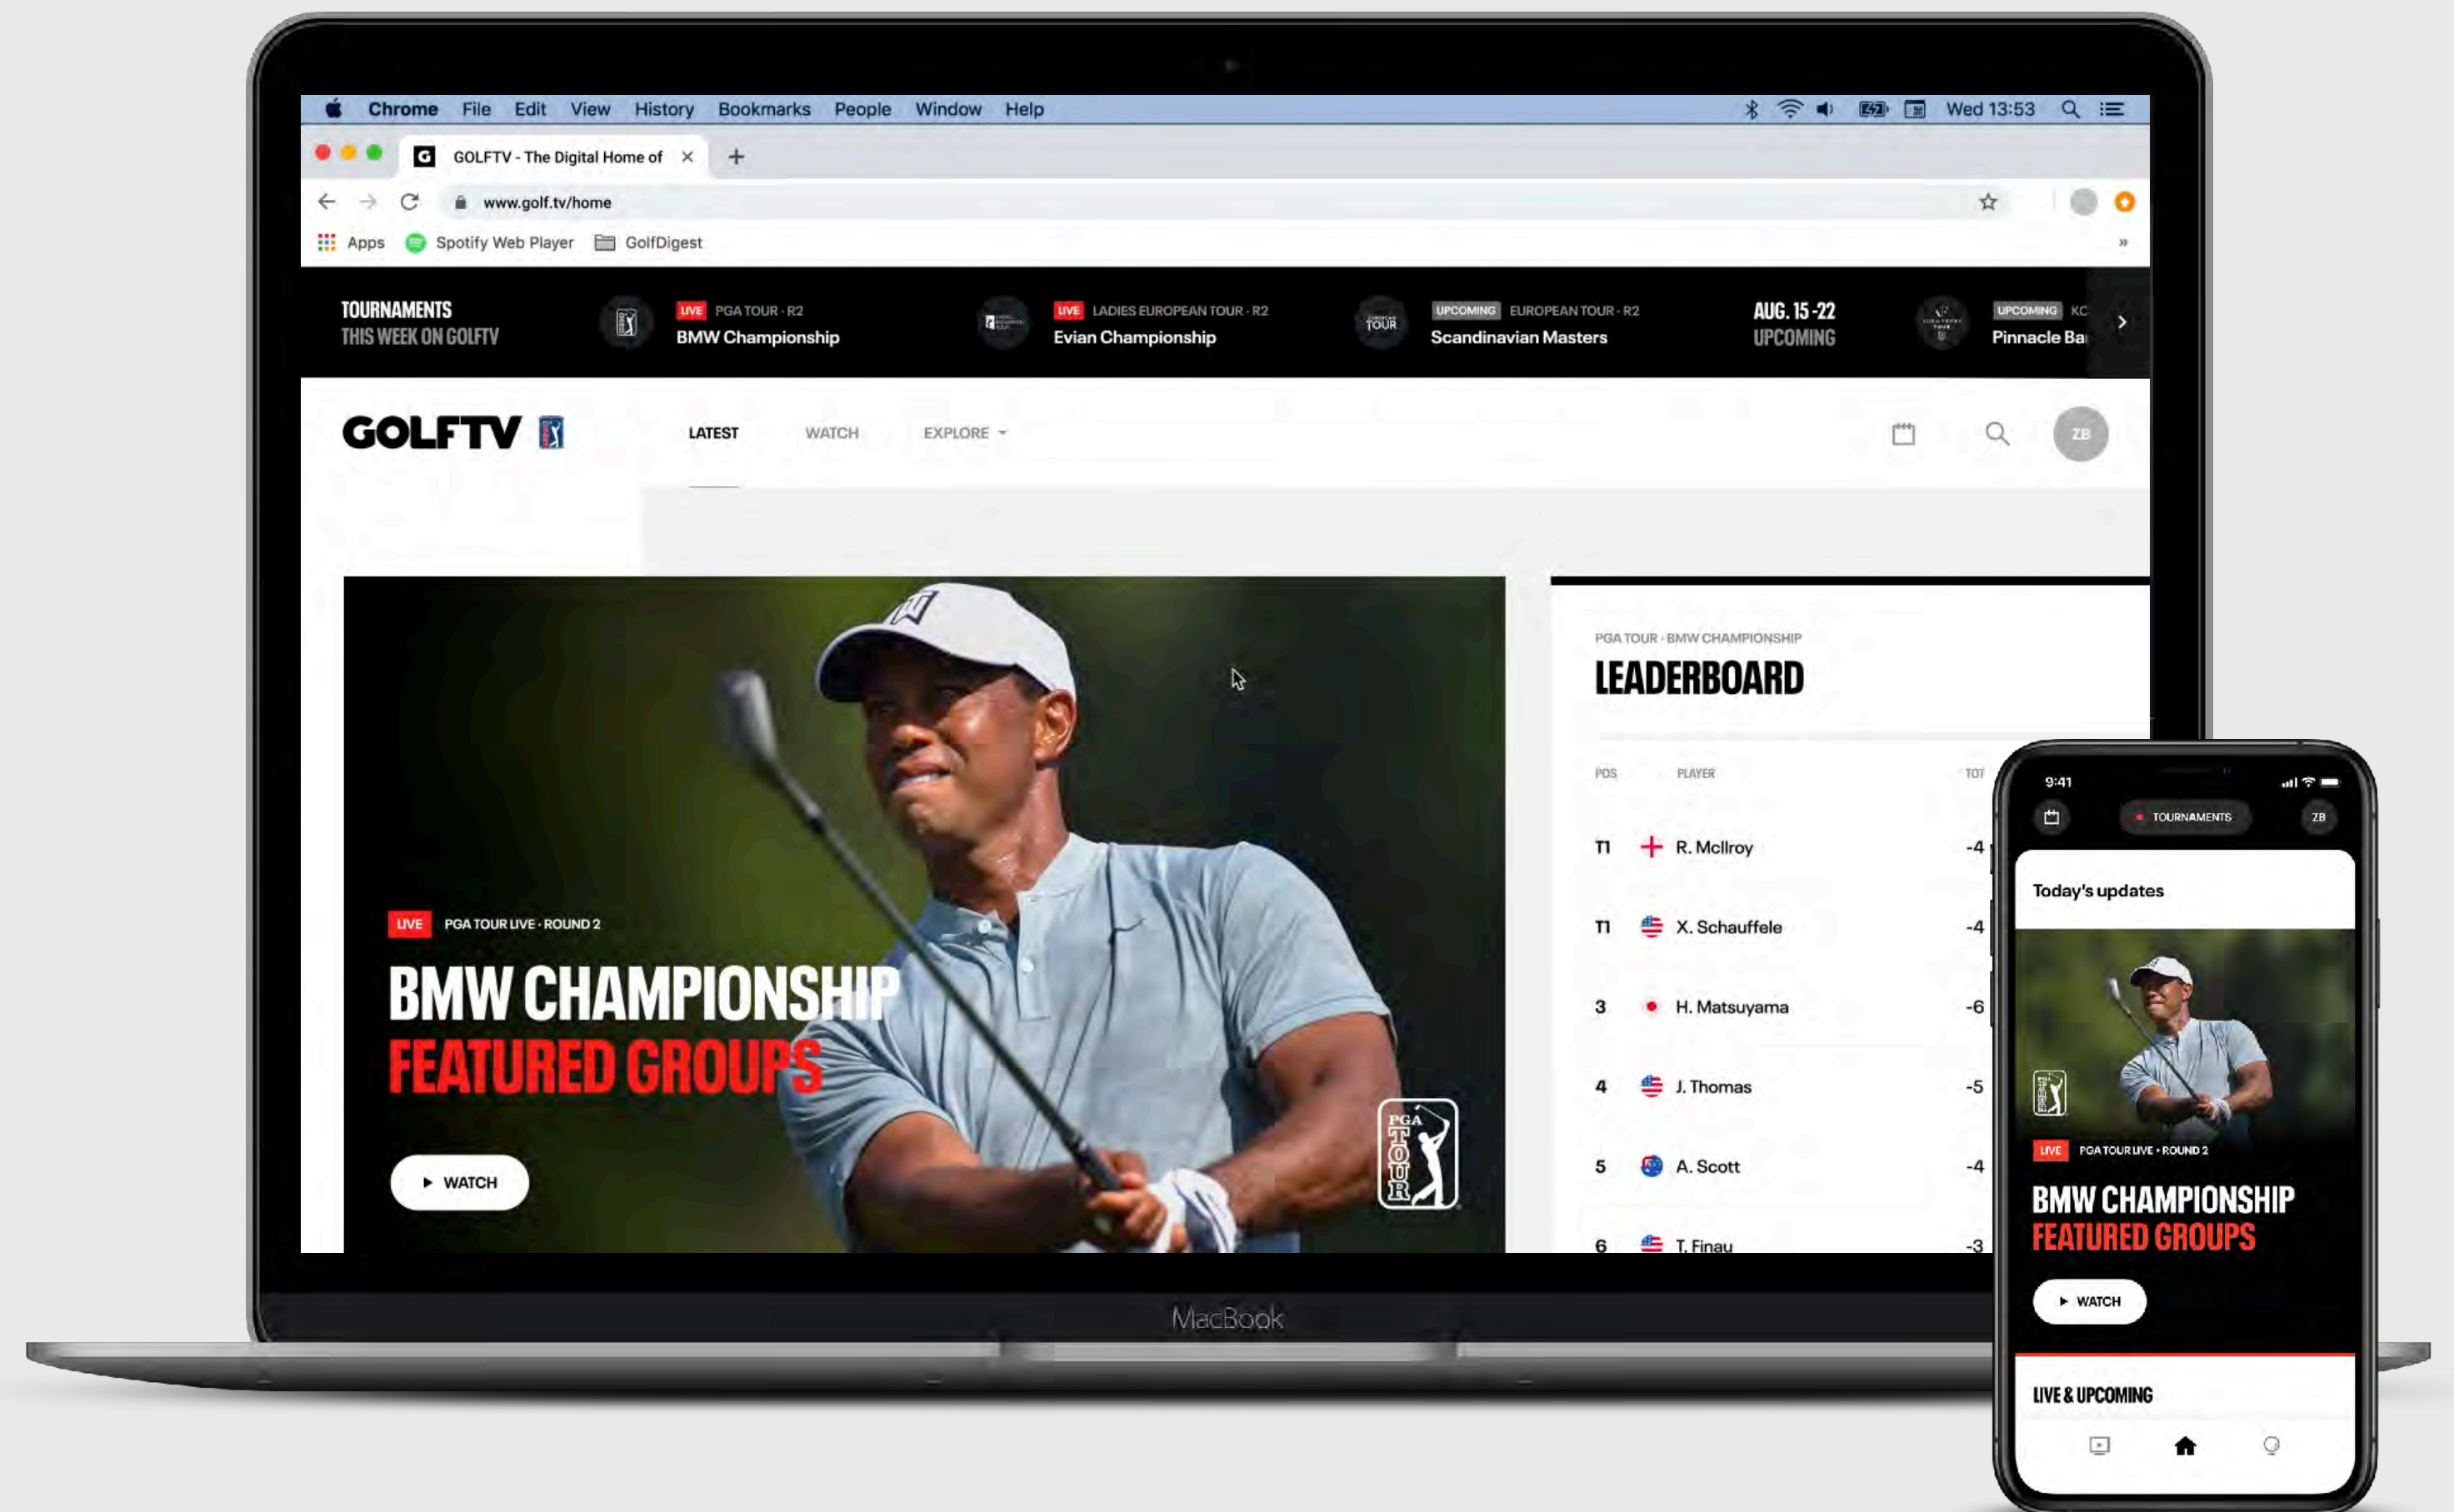 Chrome File Edit View History Bookmarks People Window Help Wed 13:53
G GOLFTV - The Digital Home of
www.golf.tv/home
Apps Spotify Web Player GolfDigest
TOURNAMENTS
THIS WEEK ON GOLFTV
LIVE PGA TOUR · R2
BMW Championship
LIVE LADIES EUROPEAN TOUR · R2
Evian Championship
TOUR
UPCOMING EUROPEAN TOUR · R2
Scandinavian Masters
AUG. 15 -22
UPCOMING
UPCOMING KO
Pinnacle Ba
GOLFTV
LATEST WATCH EXPLORE
ZB
LIVE PGA TOUR LIVE · ROUND 2
BMW CHAMPIONSHIP
FEATURED GROUPS
WATCH
PGA
TOUR
PGA TOUR · BMW CHAMPIONSHIP
LEADERBOARD
POS PLAYER TOT
T1 R. McIlroy -4
T1 X. Schauffele -4
3 H. Matsuyama -6
4 J. Thomas -5
5 A. Scott -4
6 T. Finau -3
MacBook
9:41
TOURNAMENTS ZB
Today's updates
LIVE PGA TOUR LIVE • ROUND 2
BMW CHAMPIONSHIP
FEATURED GROUPS
WATCH
LIVE & UPCOMING